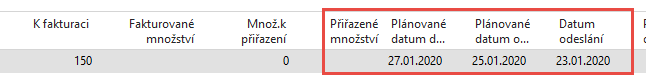 K fakturaci Fakturované množství Množ.k přiřazení Přiřazené množství Plánované datum d... Plánované datum o... Datum odeslání
150 0 27.01.2020 25.01.2020 23.01.2020